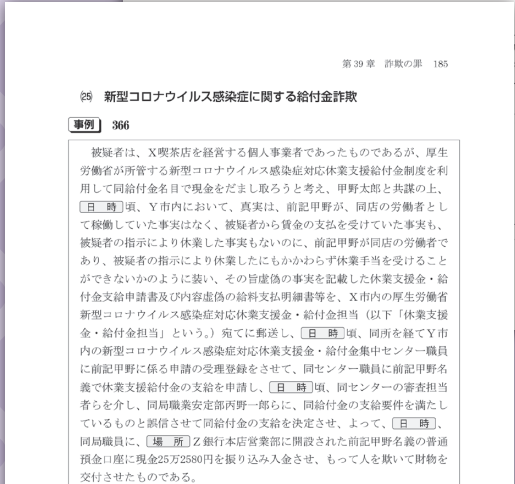 第39章 詐欺の罪 185
㉕ 新型コロナウイルス感染症に関する給付金詐欺
事例 366
被疑者は、X喫茶店を経営する個人事業者であったものであるが、厚生
労働省が所管する新型コロナウイルス感染症対応休業支援給付金制度を利
用して同給付金名目で現金をだまし取ろうと考え、甲野太郎と共謀の上、
日 時 頃、Y市内において、真実は、前記甲野が、同店の労働者とし
て稼働していた事実はなく、被疑者から賃金の支払を受けていた事実も、
被疑者の指示により休業した事実もないのに、前記甲野が同店の労働者で
あり、被疑者の指示により休業したにもかかわらず休業手当を受けること
ができないかのように装い、その旨虚偽の事実を記載した休業支援金・給
付金支給申請書及び内容虚偽の給料支払明細書等を、X市内の厚生労働省
新型コロナウイルス感染症対応休業支援金・給付金担当(以下「休業支援
金・給付金担当」という。)宛てに郵送し、日 時 頃、同所を経てY市
内の新型コロナウイルス感染症対応休業支援金・給付金集中センター職員
に前記甲野に係る申請の受理登録をさせて、同センター職員に前記甲野名
義で休業支援給付金の支給を申請し、日 時 頃、同センターの審査担当
者らを介し、同局職業安定部丙野一郎らに、同給付金の支給要件を満たし
ているものと誤信させて同給付金の支給を決定させ、よって、日 時、
同局職員に、場 所 Z銀行本店営業部に開設された前記甲野名義の普通
預金口座に現金25万2580円を振り込み入金させ、もって人を欺いて財物を
交付させたものである。